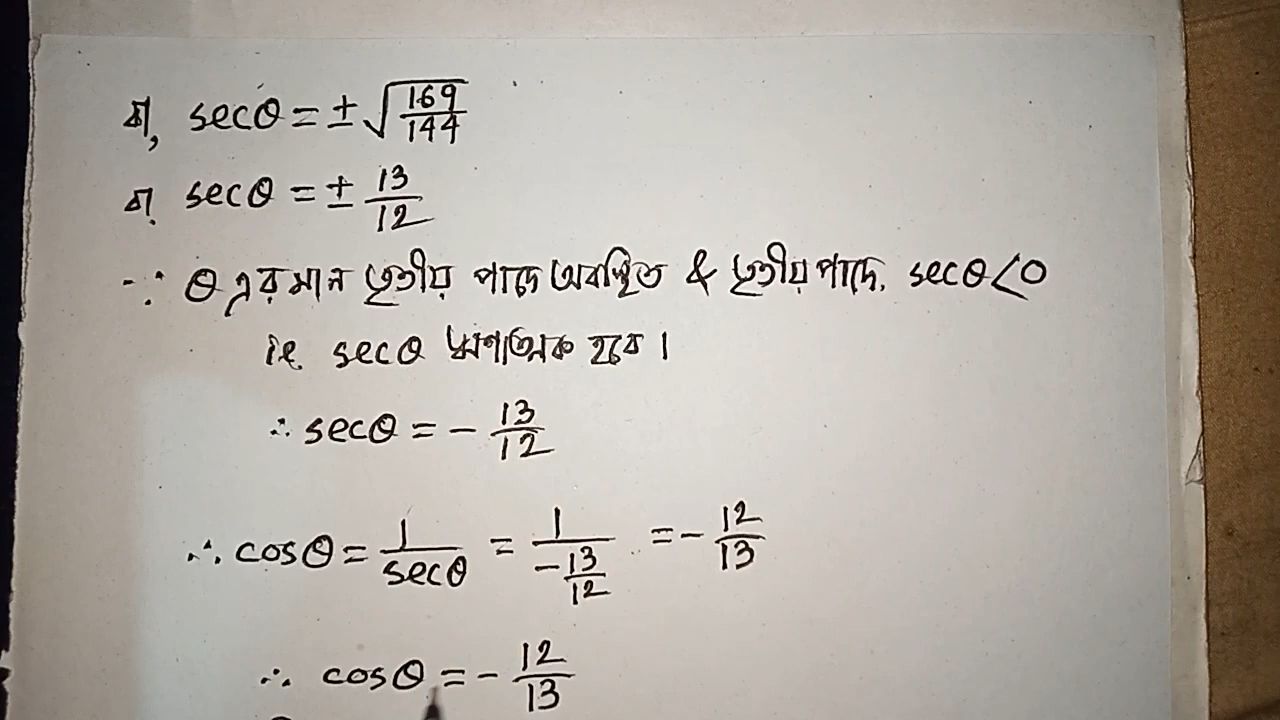 বা, secθ = ± √(169/144)
বা, secθ = ± 13/12
∵ θ এর মান তৃতীয় পাদে অবস্থিত & তৃতীয় পাদে, secθ < 0
ie. secθ ঋণাত্মক হবে।
∴ secθ = - 13/12
∴ cosθ = 1/secθ = 1/(-13/12) = - 12/13
∴ cosθ = - 12/13